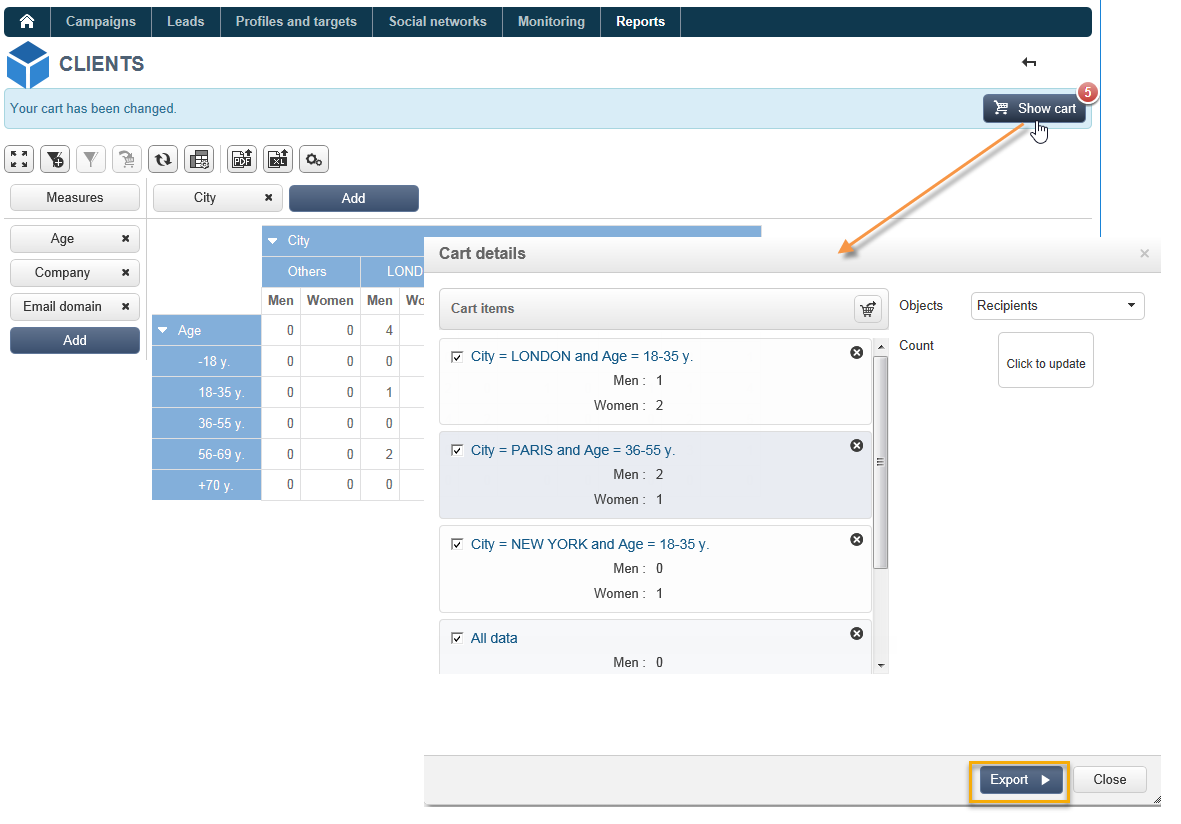 Campaigns Leads Profiles and targets Social networks Monitoring Reports
CLIENTS
Your cart has been changed.
5
Show cart
PDF XL
Measures City Add
Age
Company
Email domain
Add
City
Others LOND
Men Women Men Wo
Age 0 0 4
-18 y. 0 0 0
18-35 y. 0 0 1
36-55 y. 0 0 0
56-69 y. 0 0 2
+70 y. 0 0 0
Cart details
Cart items
City = LONDON and Age = 18-35 y.
Men : 1
Women : 2
City = PARIS and Age = 36-55 y.
Men : 2
Women : 1
City = NEW YORK and Age = 18-35 y.
Men : 0
Women : 1
All data
Men : 0
Objects Recipients
Count Click to update
Export Close